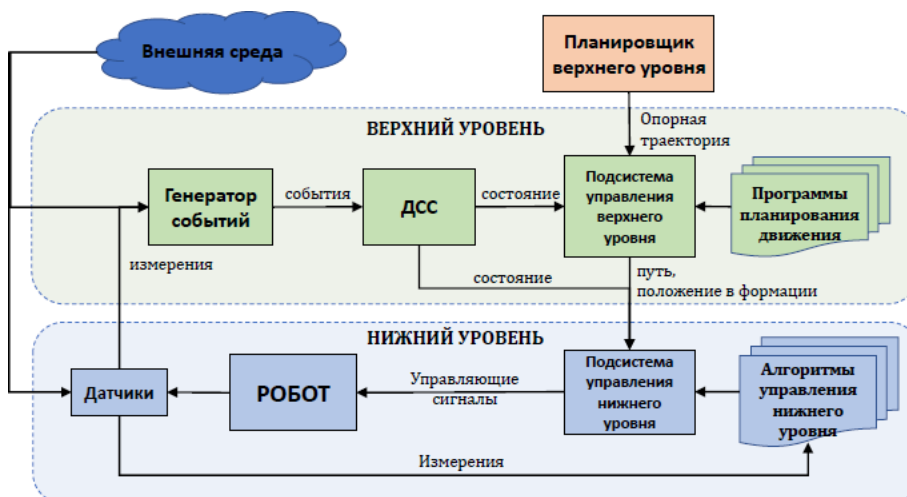 Внешняя среда
Планировщик
верхнего уровня
ВЕРХНИЙ УРОВЕНЬ
Опорная
траектория
Генератор
событий
события
ДСС
состояние
Подсистема
управления
верхнего
уровня
Программы
планирования
движения
измерения
состояние
путь,
положение в формации
НИЖНИЙ УРОВЕНЬ
Датчики
РОБОТ
Управляющие
сигналы
Подсистема
управления
нижнего
уровня
Алгоритмы
управления
нижнего
уровня
Измерения